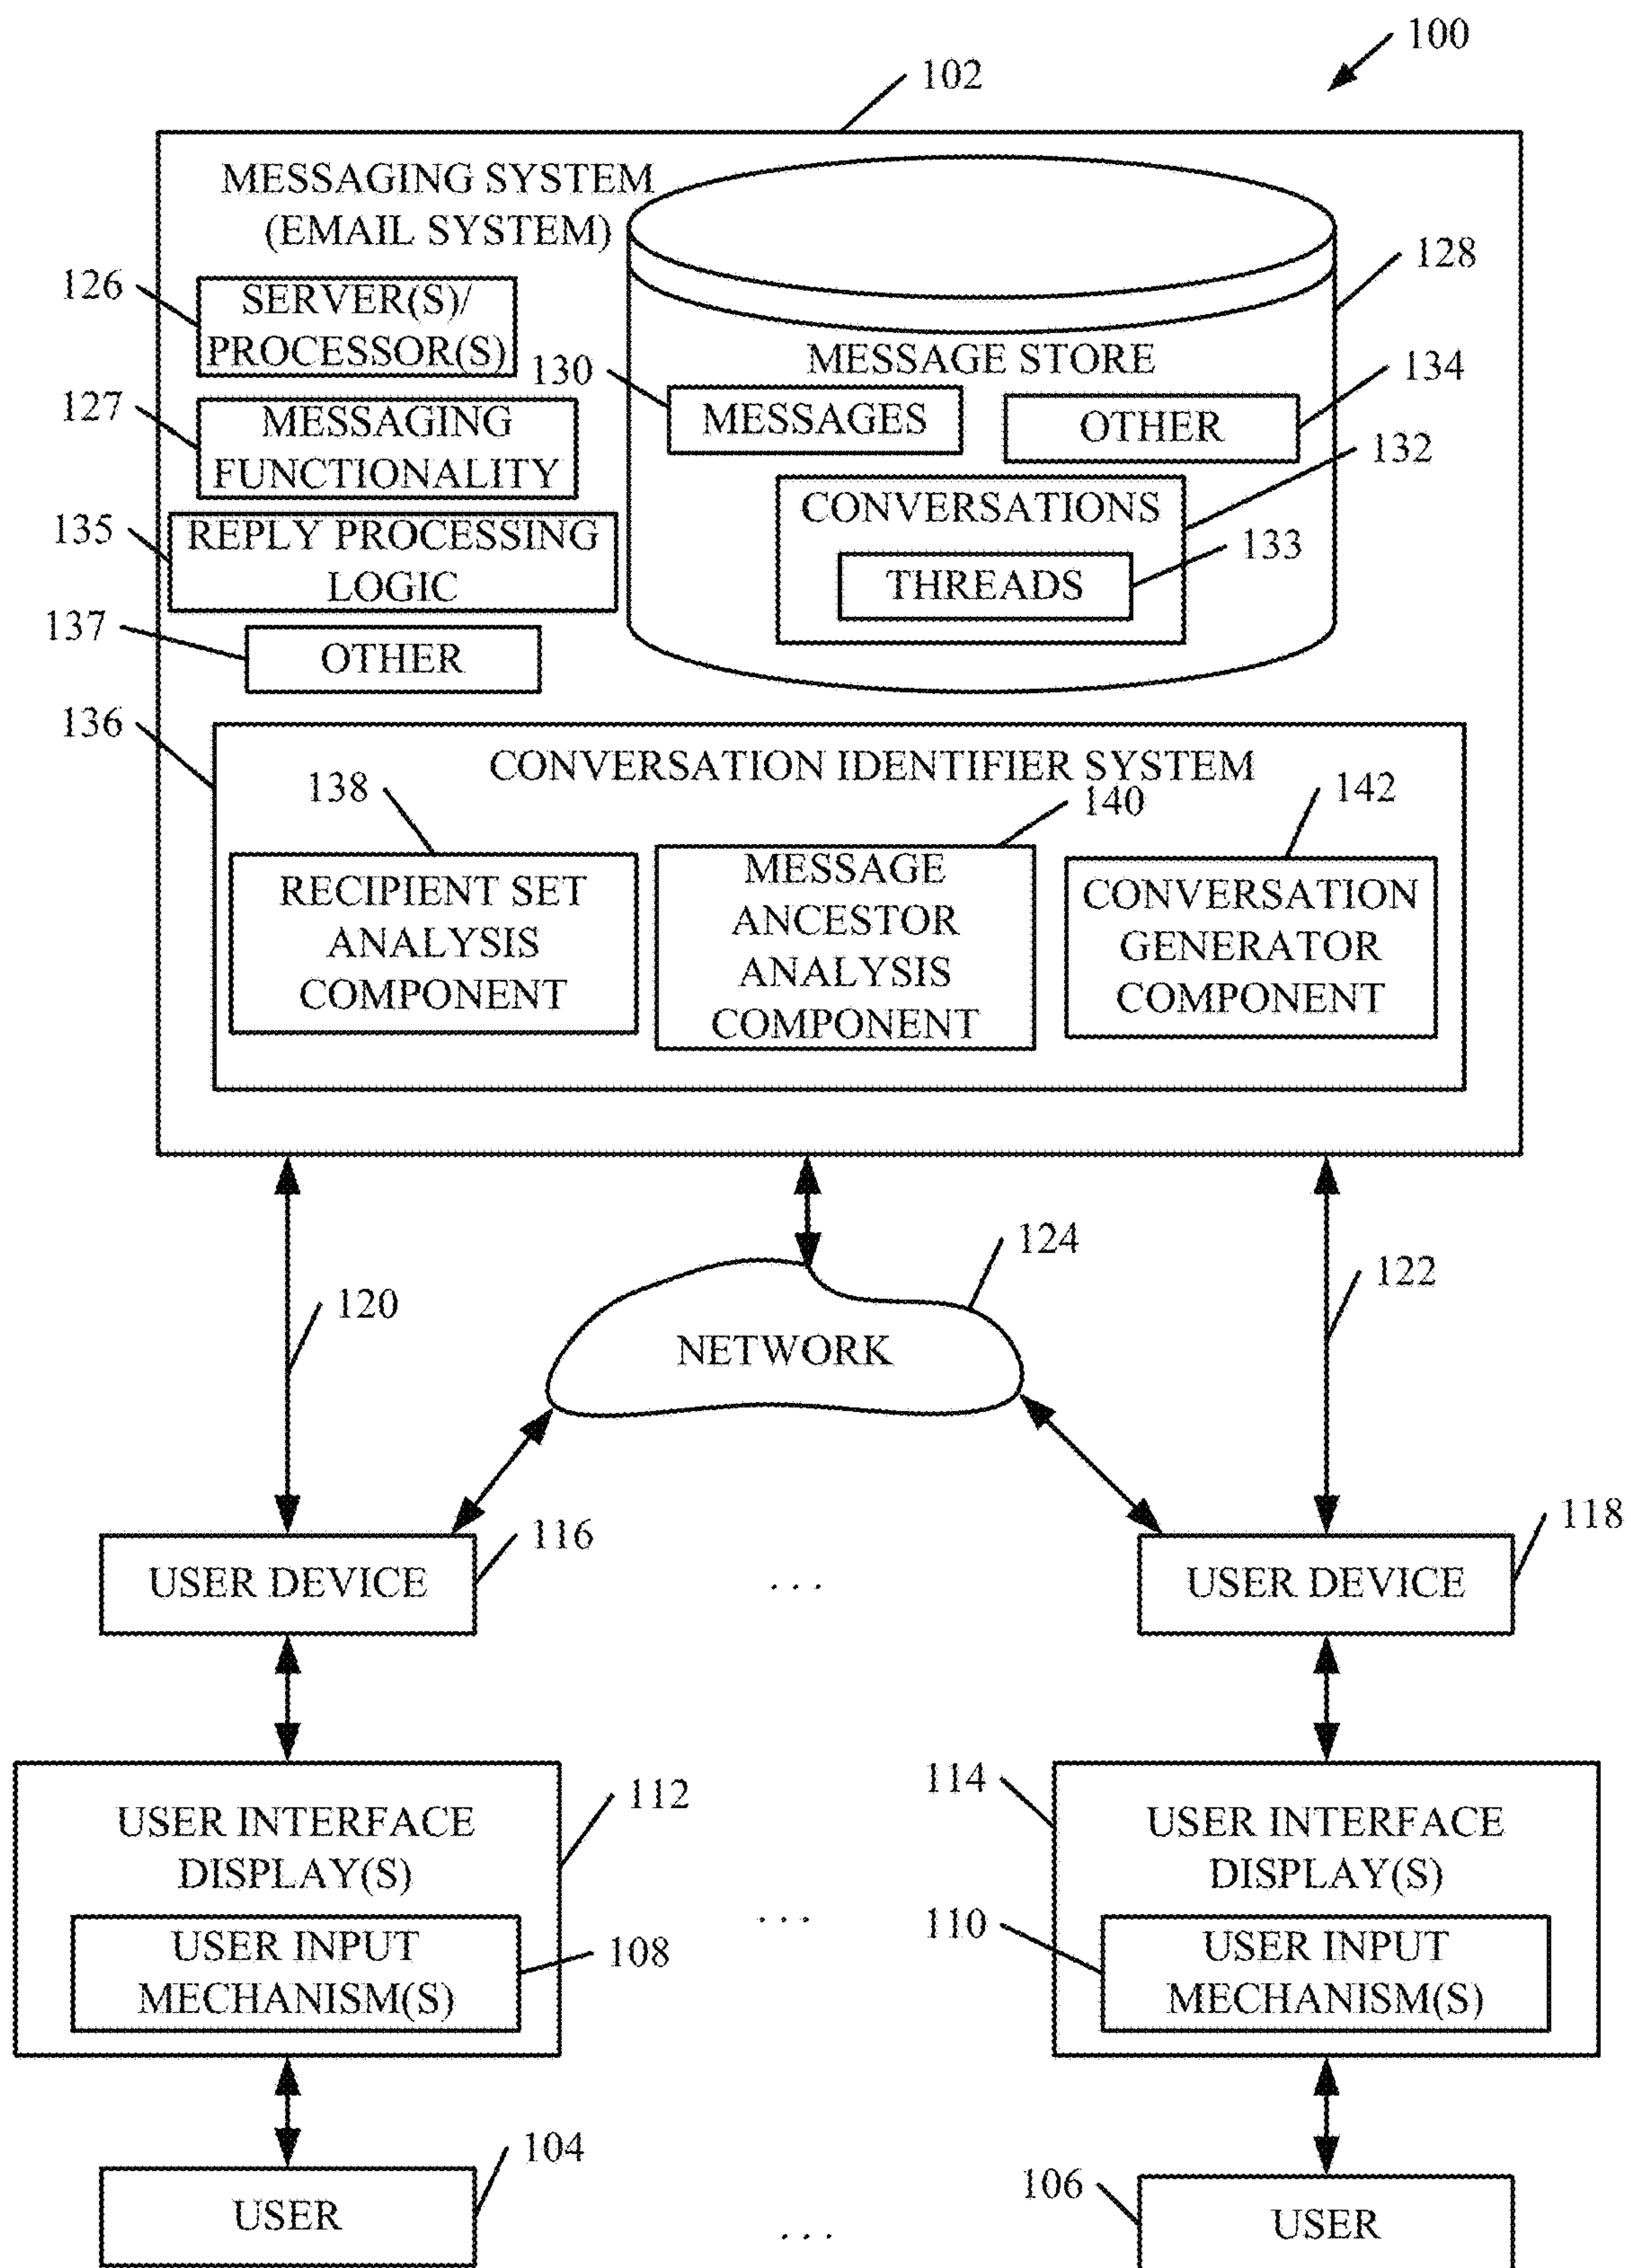 100
102
MESSAGING SYSTEM
(EMAIL SYSTEM)
128
126
SERVER(S)/
PROCESSOR(S)
MESSAGE STORE
130
134
MESSAGES
OTHER
127
MESSAGING
FUNCTIONALITY
132
CONVERSATIONS
133
THREADS
135
REPLY PROCESSING
LOGIC
137
OTHER
136
CONVERSATION IDENTIFIER SYSTEM
138
140
142
RECIPIENT SET
ANALYSIS
COMPONENT
MESSAGE
ANCESTOR
ANALYSIS
COMPONENT
CONVERSATION
GENERATOR
COMPONENT
124
120
122
NETWORK
116
118
USER DEVICE
. . .
USER DEVICE
112
114
USER INTERFACE
DISPLAY(S)
USER INTERFACE
DISPLAY(S)
. . .
108
110
USER INPUT
MECHANISM(S)
USER INPUT
MECHANISM(S)
104
106
USER
. . .
USER